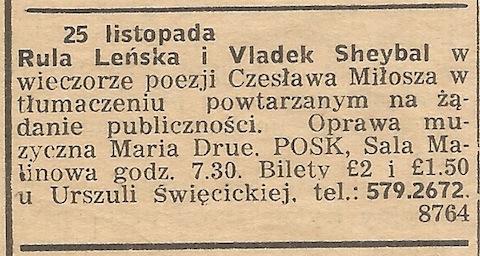 25 listopada
Rula Leńska i Vladek Sheybal w
wieczorze poezji Czesława Miłosza w
tłumaczeniu powtarzanym na żą-
danie publiczności. Oprawa mu-
zyczna Maria Drue. POSK, Sala Ma-
linowa godz. 7.30. Bilety £2 i £1.50
u Urszuli Święcickiej, tel.: 579.2672.
8764